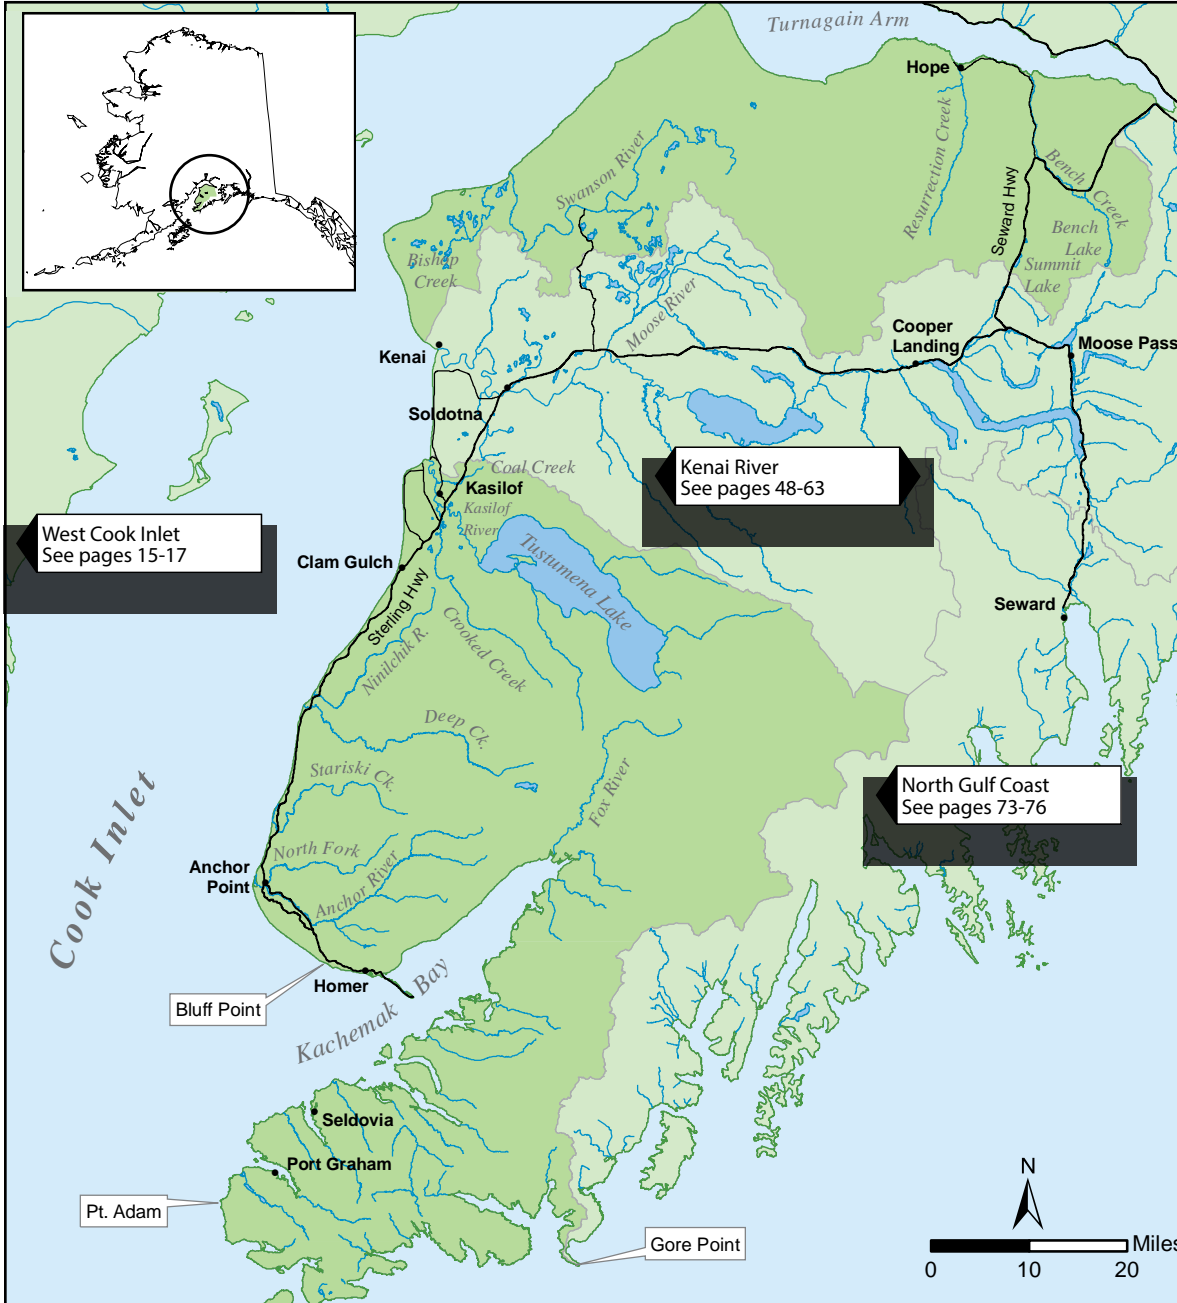 Turnagain Arm
Hope
Resurrection Creek
Seward Hwy
Bench Creek
Bench
Lake
Summit
Lake
Swanson River
Bishop
Creek
Moose River
Kenai
Cooper
Landing
Moose Pass
Soldotna
Coal Creek
Kasilof
Kasilof
River
Kenai River
See pages 48-63
West Cook Inlet
See pages 15-17
Clam Gulch
Sterling Hwy
Tustumena Lake
Seward
Ninilchik R.
Crooked Creek
Deep Ck.
Stariski Ck.
Fox River
North Gulf Coast
See pages 73-76
Cook Inlet
North Fork
Anchor
Point
Anchor River
Bluff Point
Homer
Kachemak Bay
Seldovia
Port Graham
Pt. Adam
Gore Point
N
Miles
0 10 20